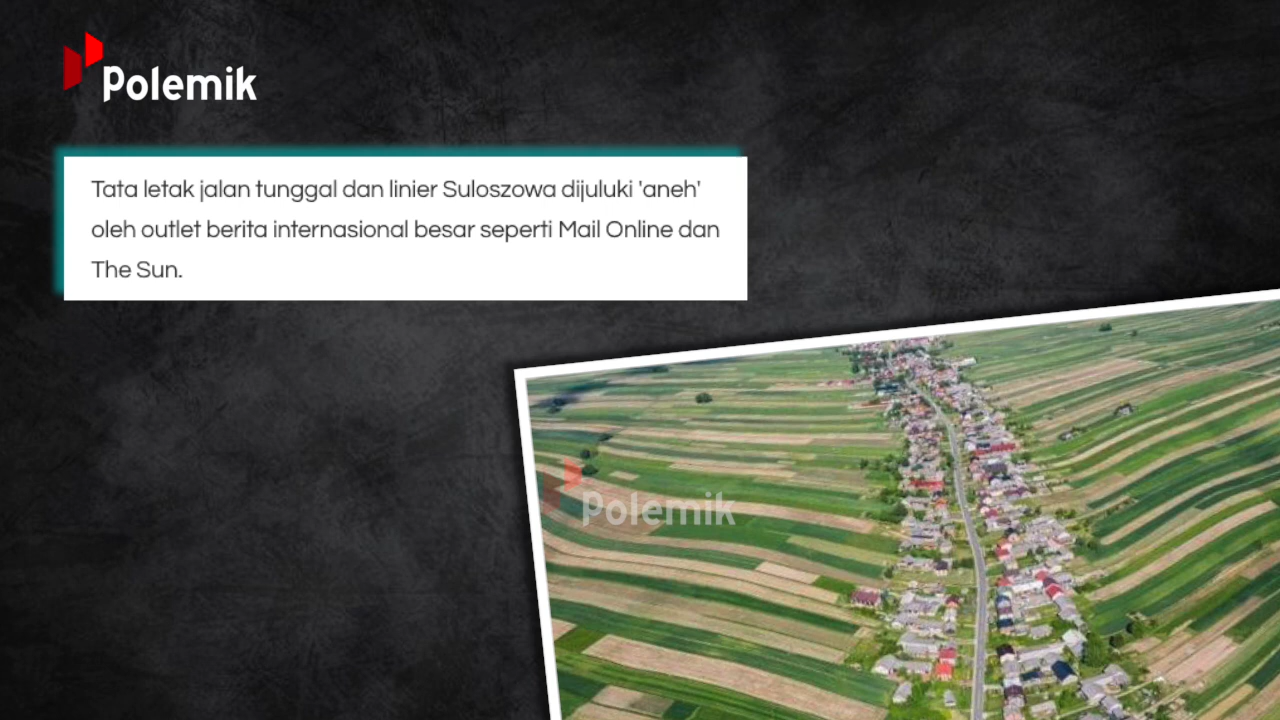 Polemik
Tata letak jalan tunggal dan linier Suloszowa dijuluki 'aneh'
oleh outlet berita internasional besar seperti Mail Online dan
The Sun.
Polemik